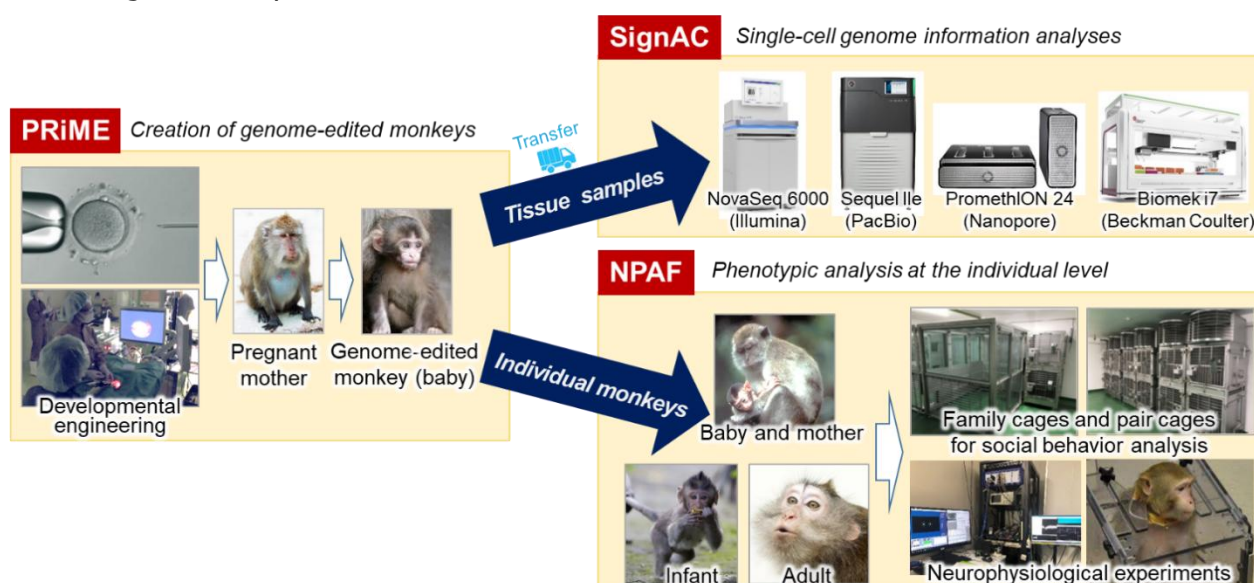 SignAC
Single-cell genome information analyses
NovaSeq 6000
(Illumina)
Sequel IIe
(PacBio)
PromethION 24
(Nanopore)
Biomek i7
(Beckman Coulter)
PRiME
Creation of genome-edited monkeys
Transfer
Tissue samples
Developmental
engineering
Pregnant
mother
Genome-edited
monkey (baby)
Individual monkeys
NPAF
Phenotypic analysis at the individual level
Baby and mother
Infant
Adult
Family cages and pair cages
for social behavior analysis
Neurophysiological experiments